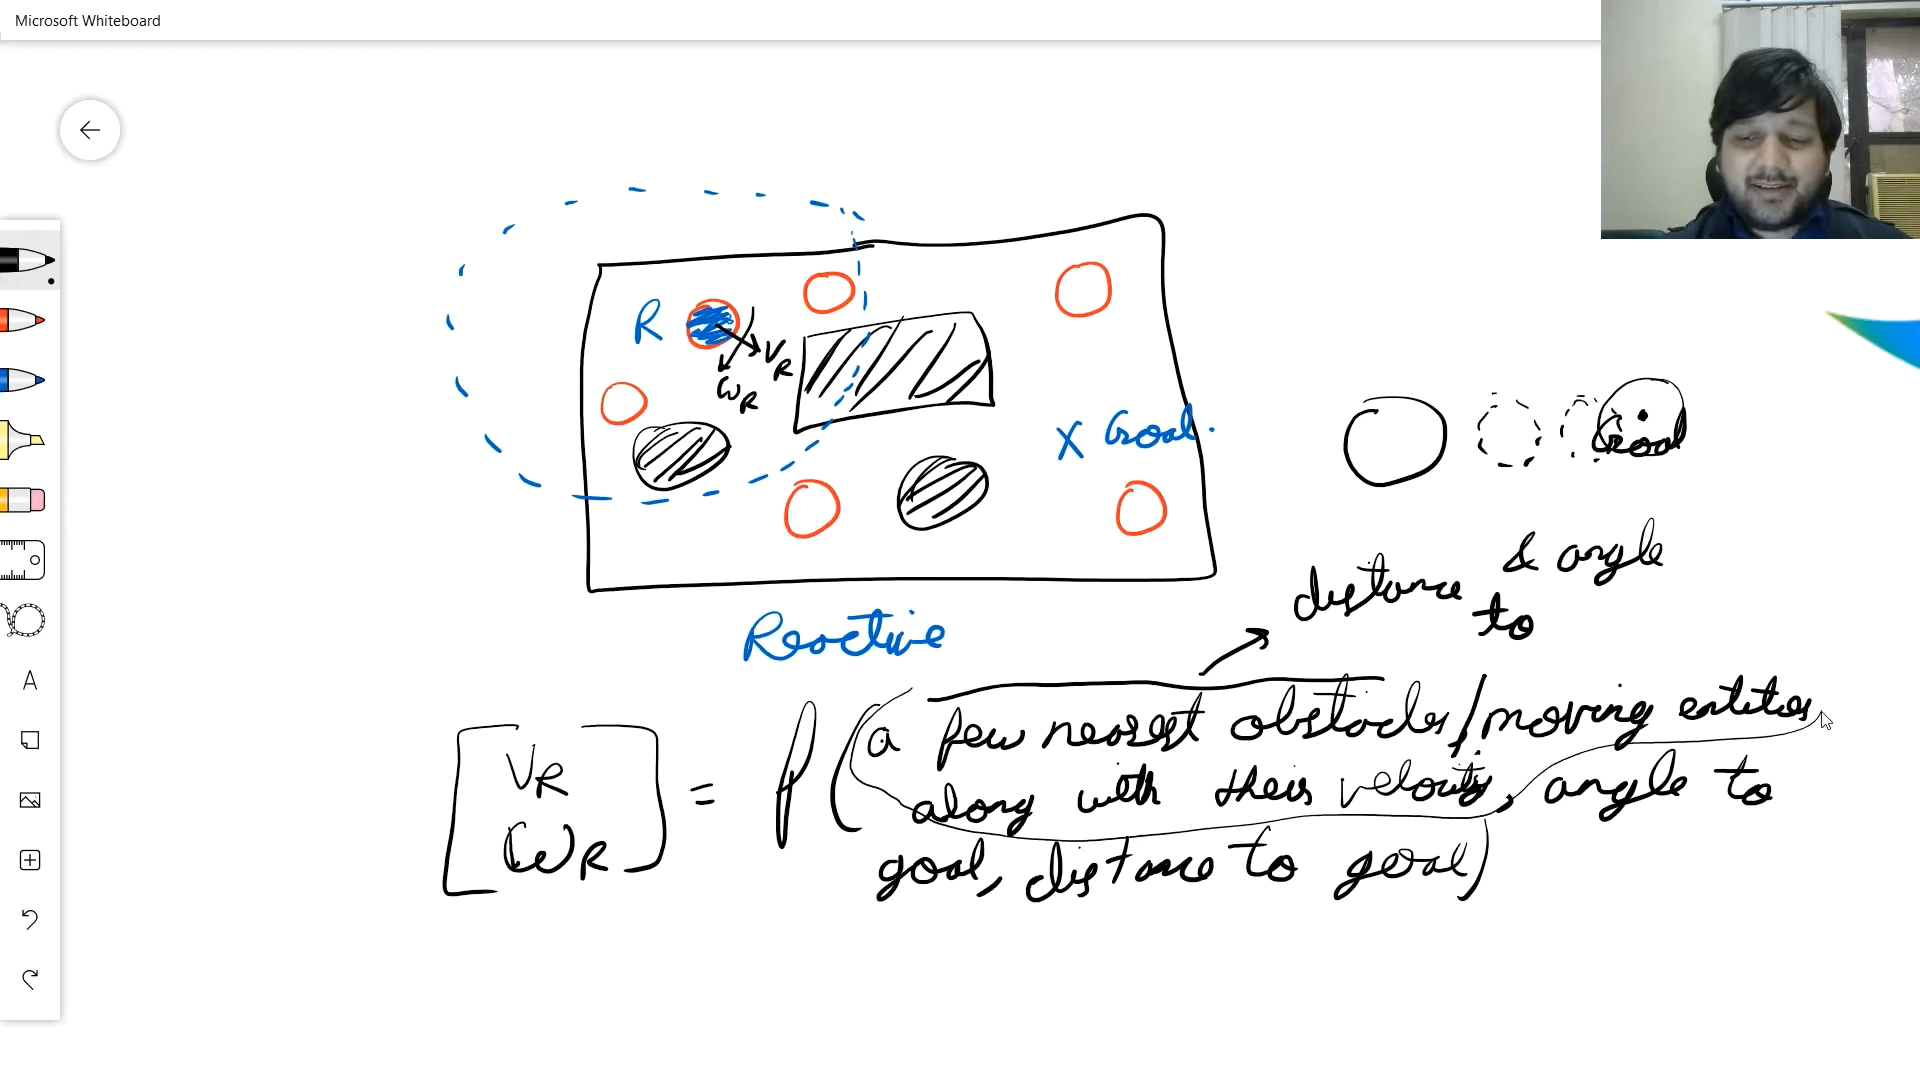 Microsoft Whiteboard
R
VR
ωR
X Goal.
Goal
distance & angle
to
Reactive
VR
ωR
= f(a few nearest obstacles/moving entities
along with their velocity, angle to
goal, distance to goal)
A